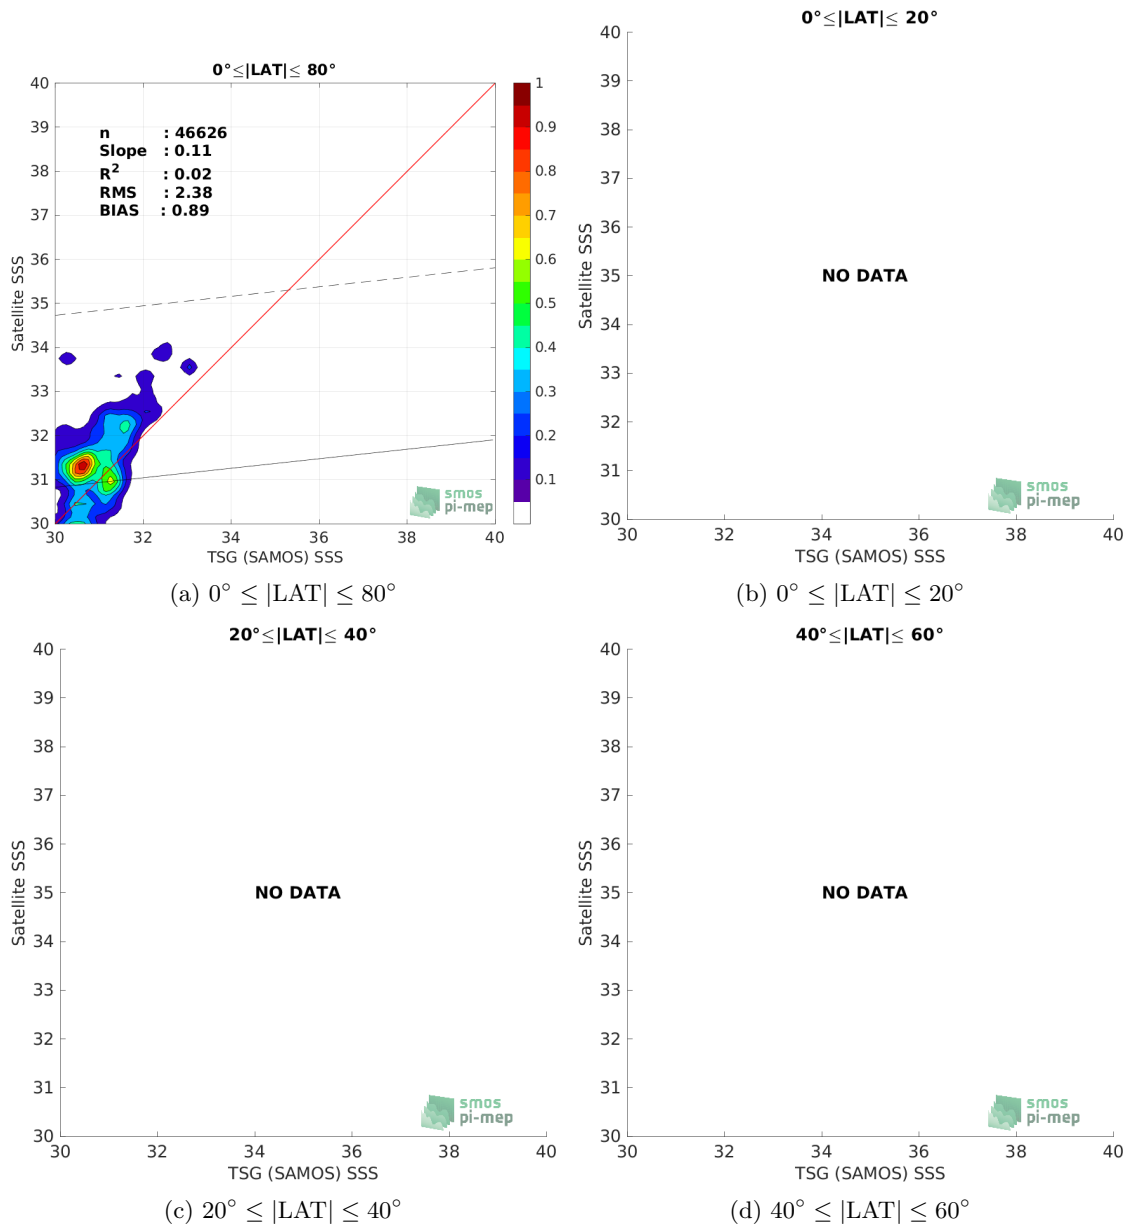 0°≤|LAT|≤ 80°
40
39
38
37
36
35
34
33
32
31
30
Satellite SSS
n : 46626
Slope : 0.11
R² : 0.02
RMS : 2.38
BIAS : 0.89
1
0.9
0.8
0.7
0.6
0.5
0.4
0.3
0.2
0.1
smos
pi-mep
30 32 34 36 38 40
TSG (SAMOS) SSS
(a) 0° ≤ |LAT| ≤ 80°
0°≤|LAT|≤ 20°
40
39
38
37
36
35
34
33
32
31
30
Satellite SSS
NO DATA
smos
pi-mep
30 32 34 36 38 40
TSG (SAMOS) SSS
(b) 0° ≤ |LAT| ≤ 20°
20°≤|LAT|≤ 40°
40
39
38
37
36
35
34
33
32
31
30
Satellite SSS
NO DATA
smos
pi-mep
30 32 34 36 38 40
TSG (SAMOS) SSS
(c) 20° ≤ |LAT| ≤ 40°
40°≤|LAT|≤ 60°
40
39
38
37
36
35
34
33
32
31
30
Satellite SSS
NO DATA
smos
pi-mep
30 32 34 36 38 40
TSG (SAMOS) SSS
(d) 40° ≤ |LAT| ≤ 60°